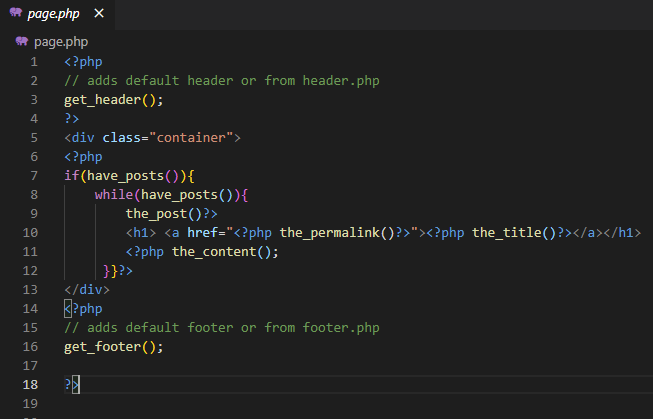 page.php ×
page.php
1 <?php
2 // adds default header or from header.php
3 get_header();
4 ?>
5 <div class="container">
6 <?php
7 if(have_posts()){
8     while(have_posts()){
9         the_post()?>
10         <h1> <a href="<?php the_permalink()?>"><?php the_title()?></a></h1>
11         <?php the_content();
12      }}?>
13 </div>
14 <?php
15 // adds default footer or from footer.php
16 get_footer();
17
18 ?>
19